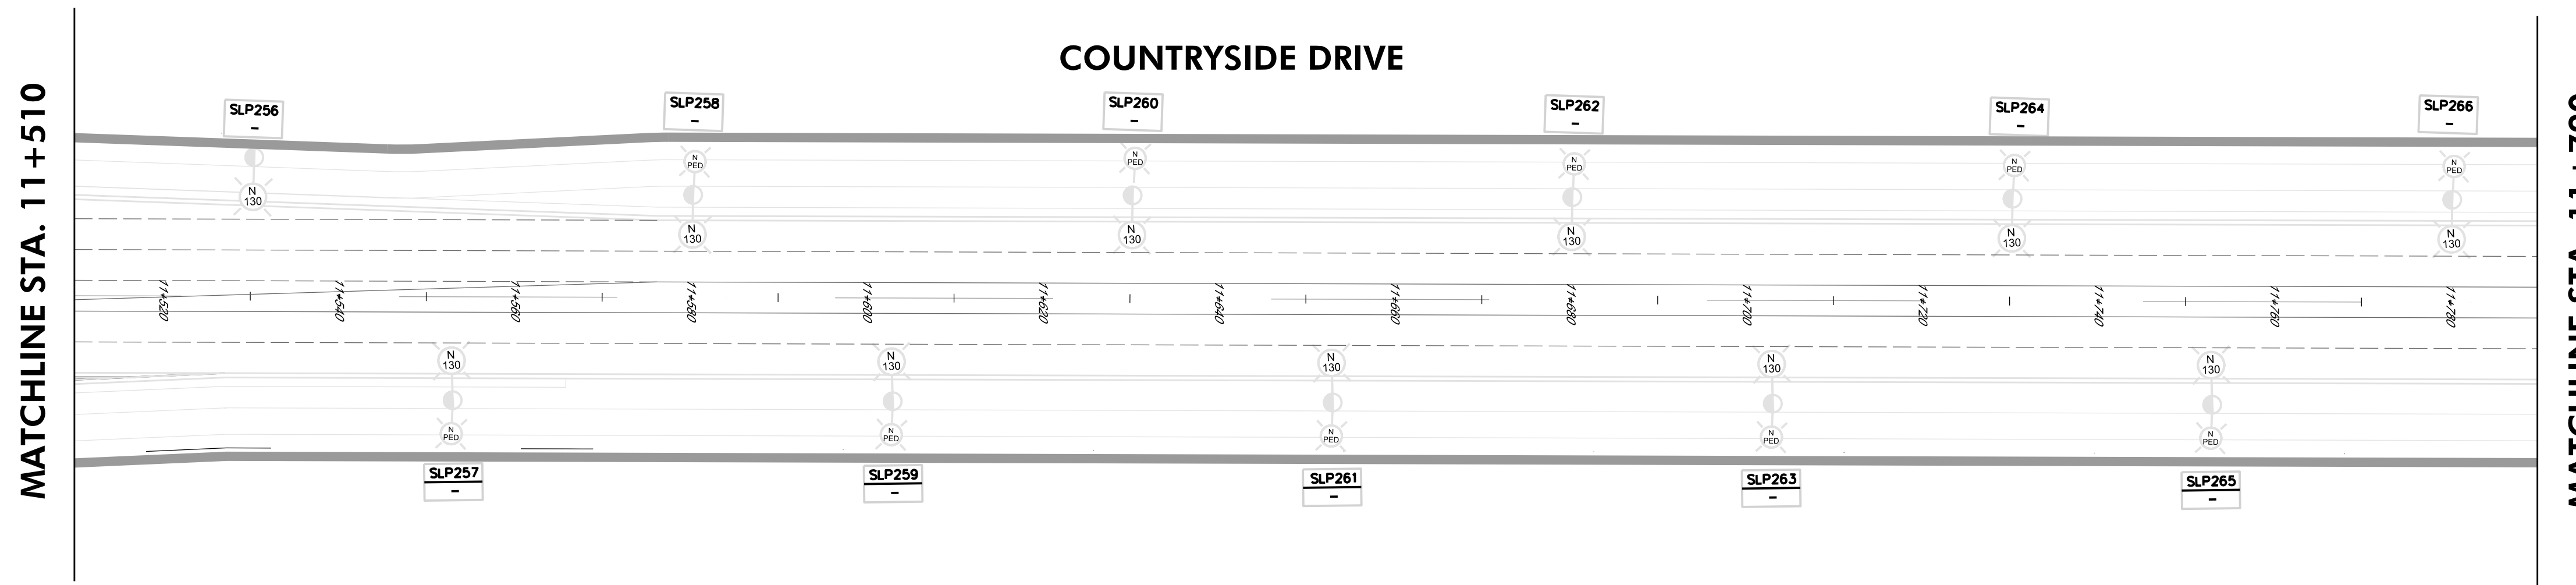 COUNTRYSIDE DRIVE
MATCHLINE STA. 11+510
SLP256
-
SLP258
-
SLP260
-
SLP262
-
SLP264
-
SLP266
-
N
PED
N
PED
N
PED
N
PED
N
PED
N
130
N
130
N
130
N
130
N
130
N
130
11+520
11+540
11+560
11+580
11+600
11+620
11+640
11+660
11+680
11+700
11+720
11+740
11+760
11+780
N
130
N
130
N
130
N
130
N
130
N
PED
N
PED
N
PED
N
PED
N
PED
SLP257
-
SLP259
-
SLP261
-
SLP263
-
SLP265
-